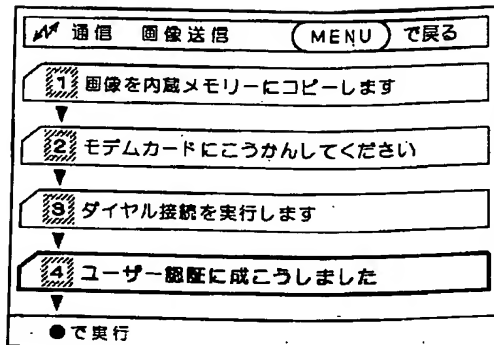 通信 画像送信 MENU で戻る
1 画像を内蔵メモリーにコピーします
2 モデムカードにこうかんしてください
3 ダイヤル接続を実行します
4 ユーザー認証に成こうしました
●で実行